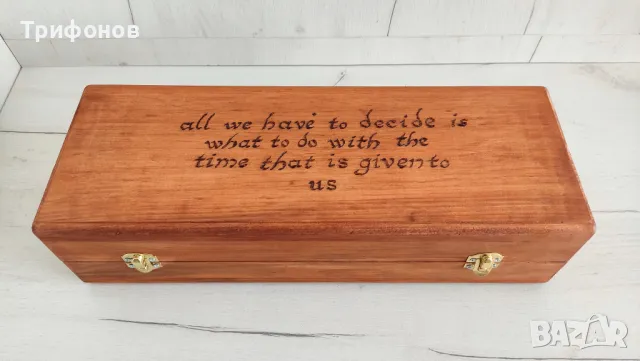 Трифонов
all we have to decide is
what to do with the
time that is given to
us
BAZAR